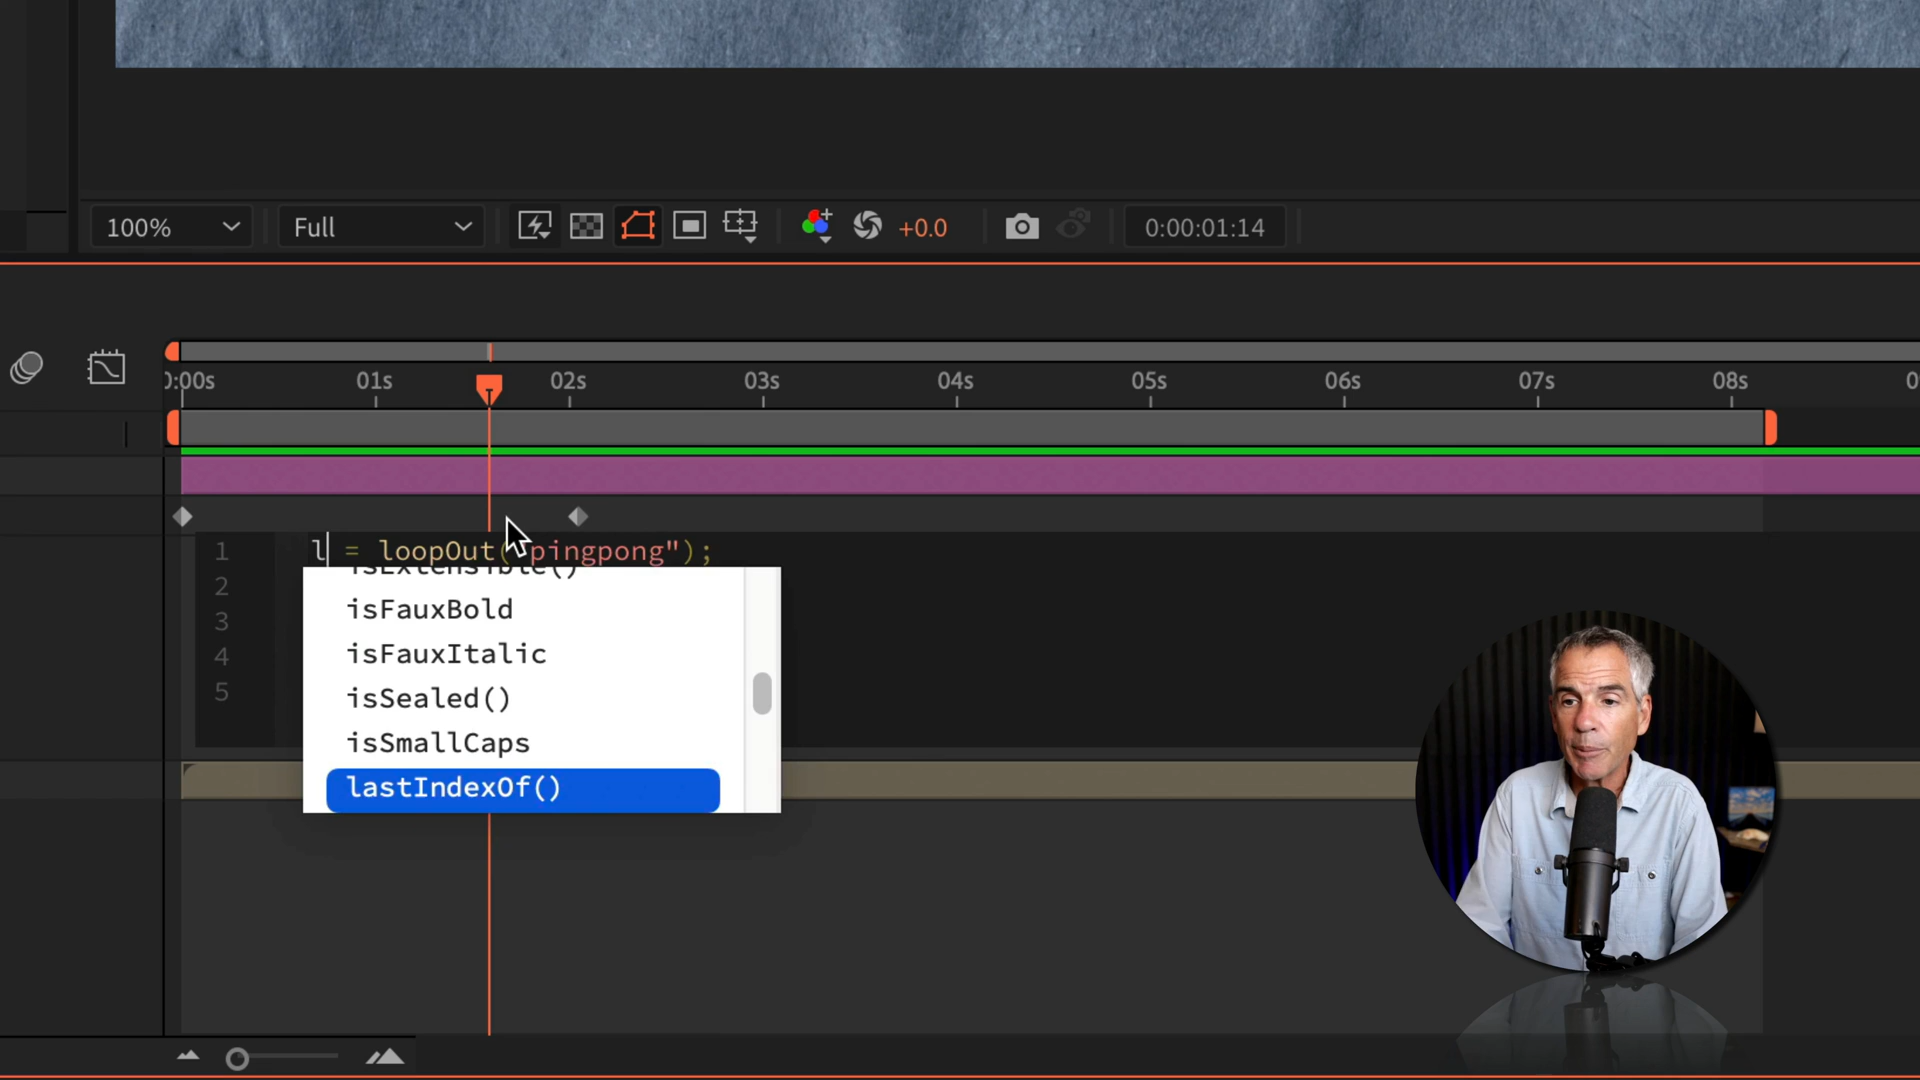 100%
Full
+0.0
0:00:01:14
0:00s
01s
02s
03s
04s
05s
06s
07s
08s
1
l = loopOut("pingpong");
isExtensible()
2
isFauxBold
3
isFauxItalic
4
isSealed()
5
isSmallCaps
lastIndexOf()